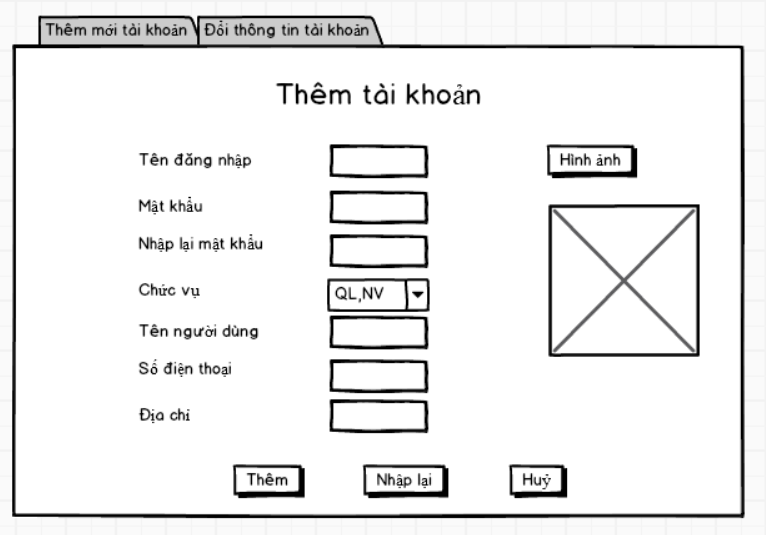 Thêm mới tài khoản
Đổi thông tin tài khoản
Thêm tài khoản
Tên đăng nhập
Hình ảnh
Mật khẩu
Nhập lại mật khẩu
Chức vụ
QL,NV
Tên người dùng
Số điện thoại
Địa chỉ
Thêm
Nhập lại
Huỷ